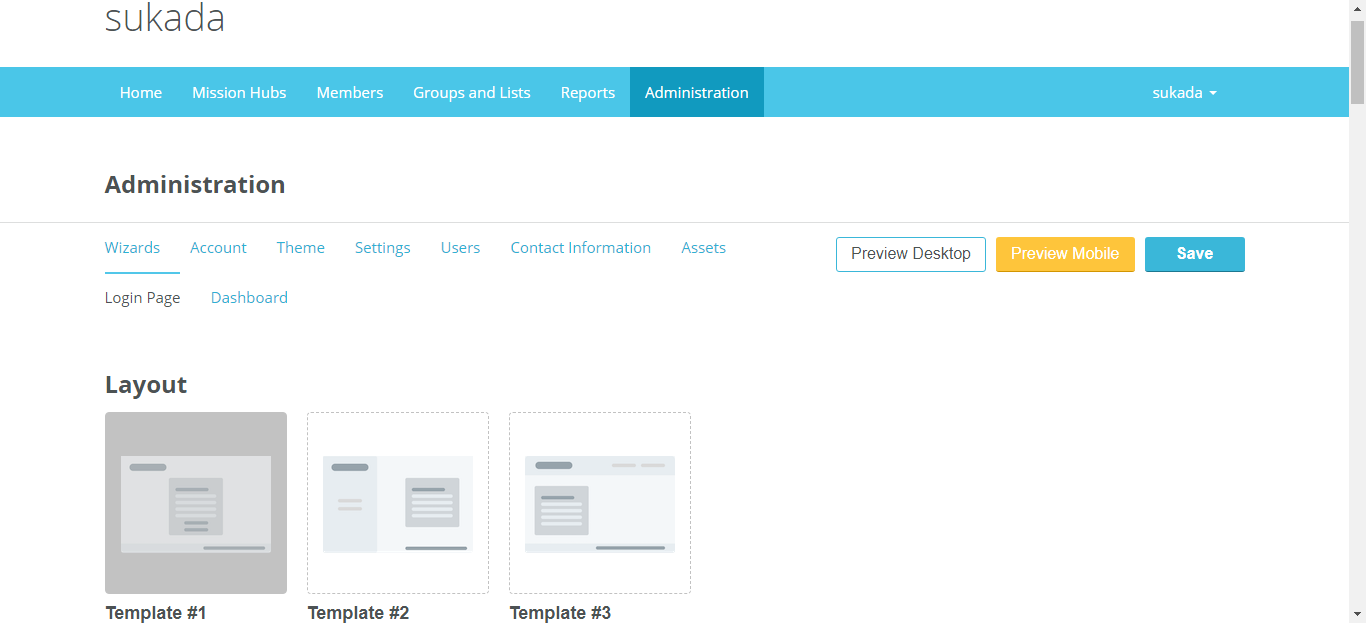 sukada
Home Mission Hubs Members Groups and Lists Reports Administration sukada
Administration
Wizards Account Theme Settings Users Contact Information Assets Preview Desktop Preview Mobile Save
Login Page Dashboard
Layout
Template #1 Template #2 Template #3